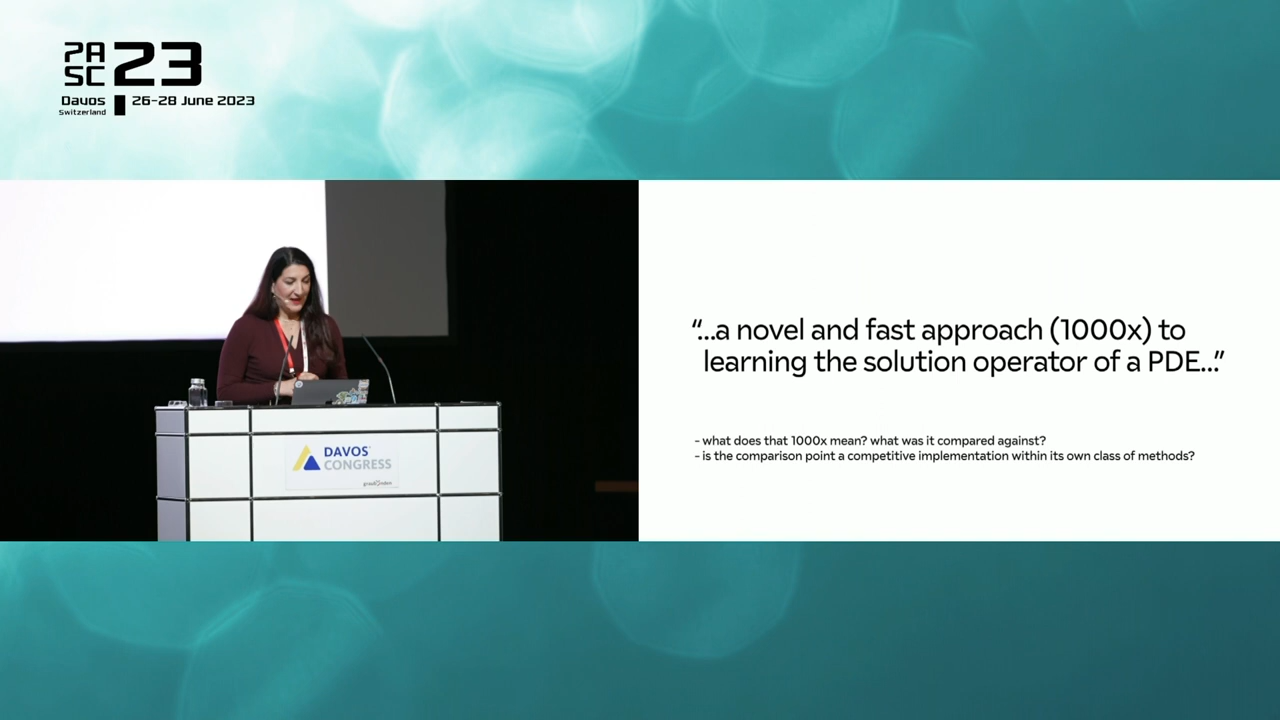 PASC 23
Davos
Switzerland
26-28 June 2023
“...a novel and fast approach (1000x) to
learning the solution operator of a PDE...”
- what does that 1000x mean? what was it compared against?
- is the comparison point a competitive implementation within its own class of methods?
DAVOS
CONGRESS